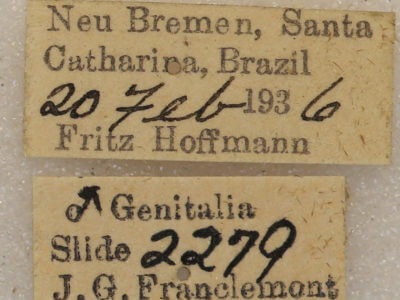 Neu Bremen, Santa
Catharina, Brazil
20 Feb 1936
Fritz Hoffmann
♂ Genitalia
Slide 2279
J. G. Franclemont